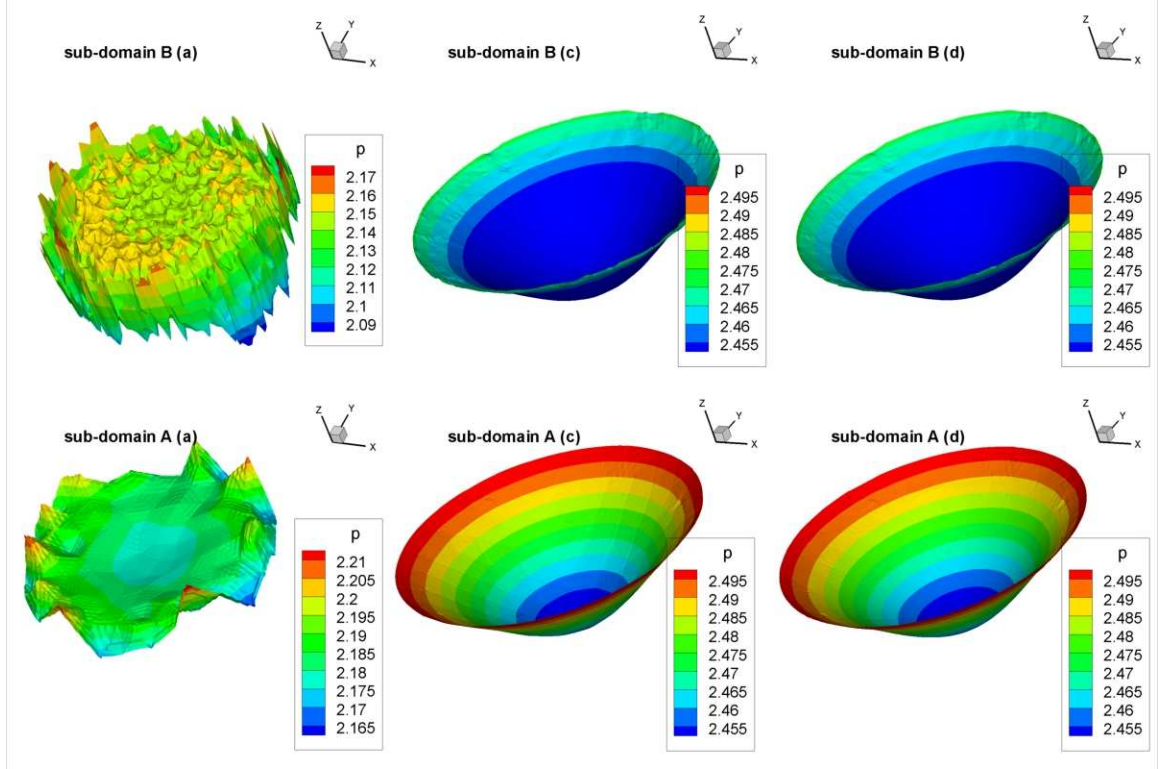 sub-domain B (a)
Z
Y
X
p
2.17
2.16
2.15
2.14
2.13
2.12
2.11
2.1
2.09
sub-domain B (c)
Z
Y
X
p
2.495
2.49
2.485
2.48
2.475
2.47
2.465
2.46
2.455
sub-domain B (d)
Z
Y
X
p
2.495
2.49
2.485
2.48
2.475
2.47
2.465
2.46
2.455
sub-domain A (a)
Z
Y
X
p
2.21
2.205
2.2
2.195
2.19
2.185
2.18
2.175
2.17
2.165
sub-domain A (c)
Z
Y
X
p
2.495
2.49
2.485
2.48
2.475
2.47
2.465
2.46
2.455
sub-domain A (d)
Z
Y
X
p
2.495
2.49
2.485
2.48
2.475
2.47
2.465
2.46
2.455